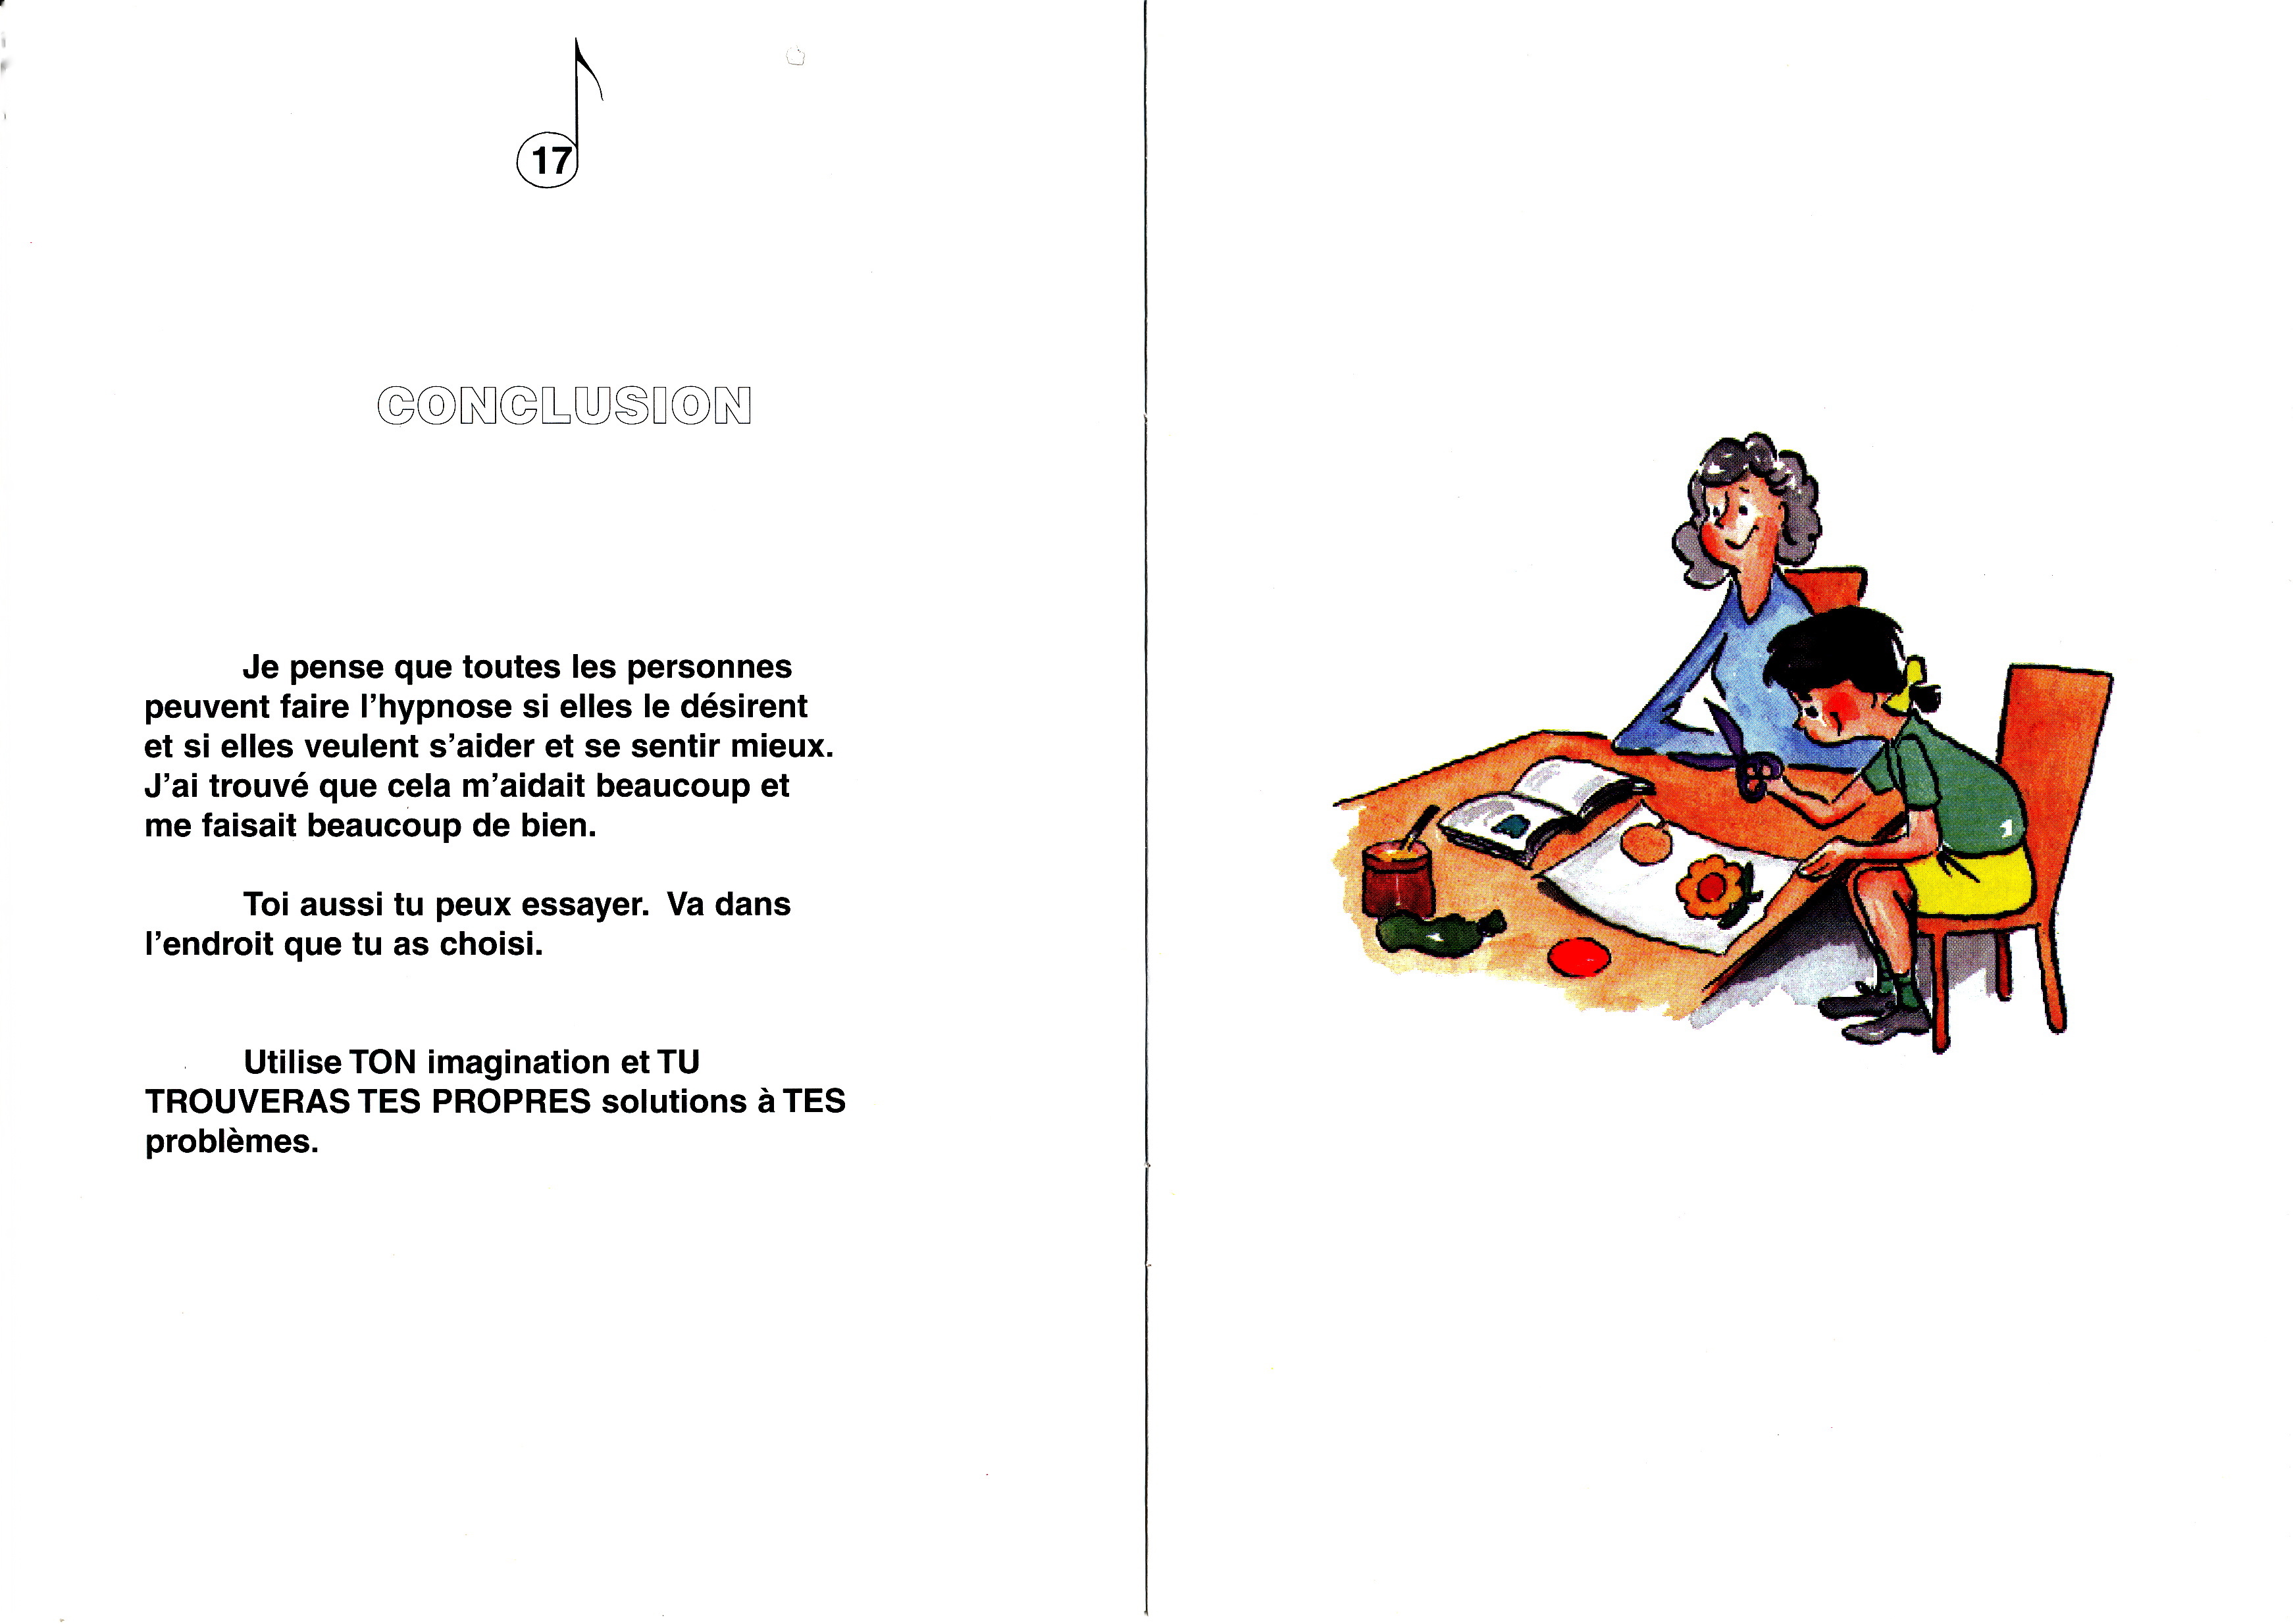 17
CONCLUSION
Je pense que toutes les personnes
peuvent faire l'hypnose si elles le désirent
et si elles veulent s'aider et se sentir mieux.
J'ai trouvé que cela m'aidait beaucoup et
me faisait beaucoup de bien.
Toi aussi tu peux essayer. Va dans
l'endroit que tu as choisi.
Utilise TON imagination et TU
TROUVERAS TES PROPRES solutions à TES
problèmes.